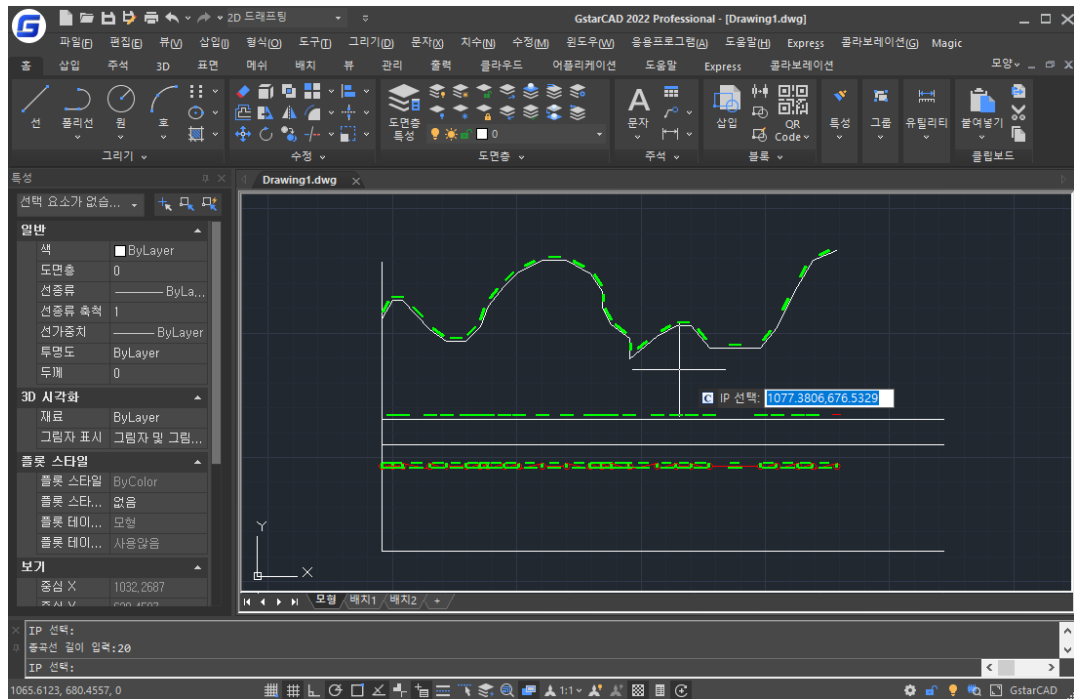 2D 드래프팅
GstarCAD 2022 Professional - [Drawing1.dwg]
파일(F) 편집(E) 뷰(V) 삽입(I) 형식(O) 도구(T) 그리기(D) 문자(X) 치수(N) 수정(M) 윈도우(W) 응용프로그램(A) 도움말(H) Express 콜라보레이션(G) Magic
홈 삽입 주석 3D 표면 메쉬 배치 뷰 관리 출력 클라우드 어플리케이션 도움말 Express 콜라보레이션 모양
선 폴리선 원 호 도면층 특성 0 문자 삽입 QR Code 특성 그룹 유틸리티 붙여넣기
그리기 수정 도면층 주석 블록 클립보드
특성
Drawing1.dwg
선택 요소가 없습...
일반
색 ByLayer
도면층 0
선종류 ByLa...
선종류 축척 1
선가중치 ByLayer
투명도 ByLayer
두께 0
3D 시각화
재료 ByLayer
그림자 표시 그림자 및 그림...
플롯 스타일
플롯 스타일 ByColor
플롯 스타... 없음
플롯 테이... 모형
플롯 테이... 사용않음
보기
중심 X 1032.2687
IP 선택: 1077.3806,676.5329
Y
X
모형 배치1 배치2 +
IP 선택:
종곡선 길이 입력:20
IP 선택:
1065.6123, 680.4557, 0
1:1
GstarCAD